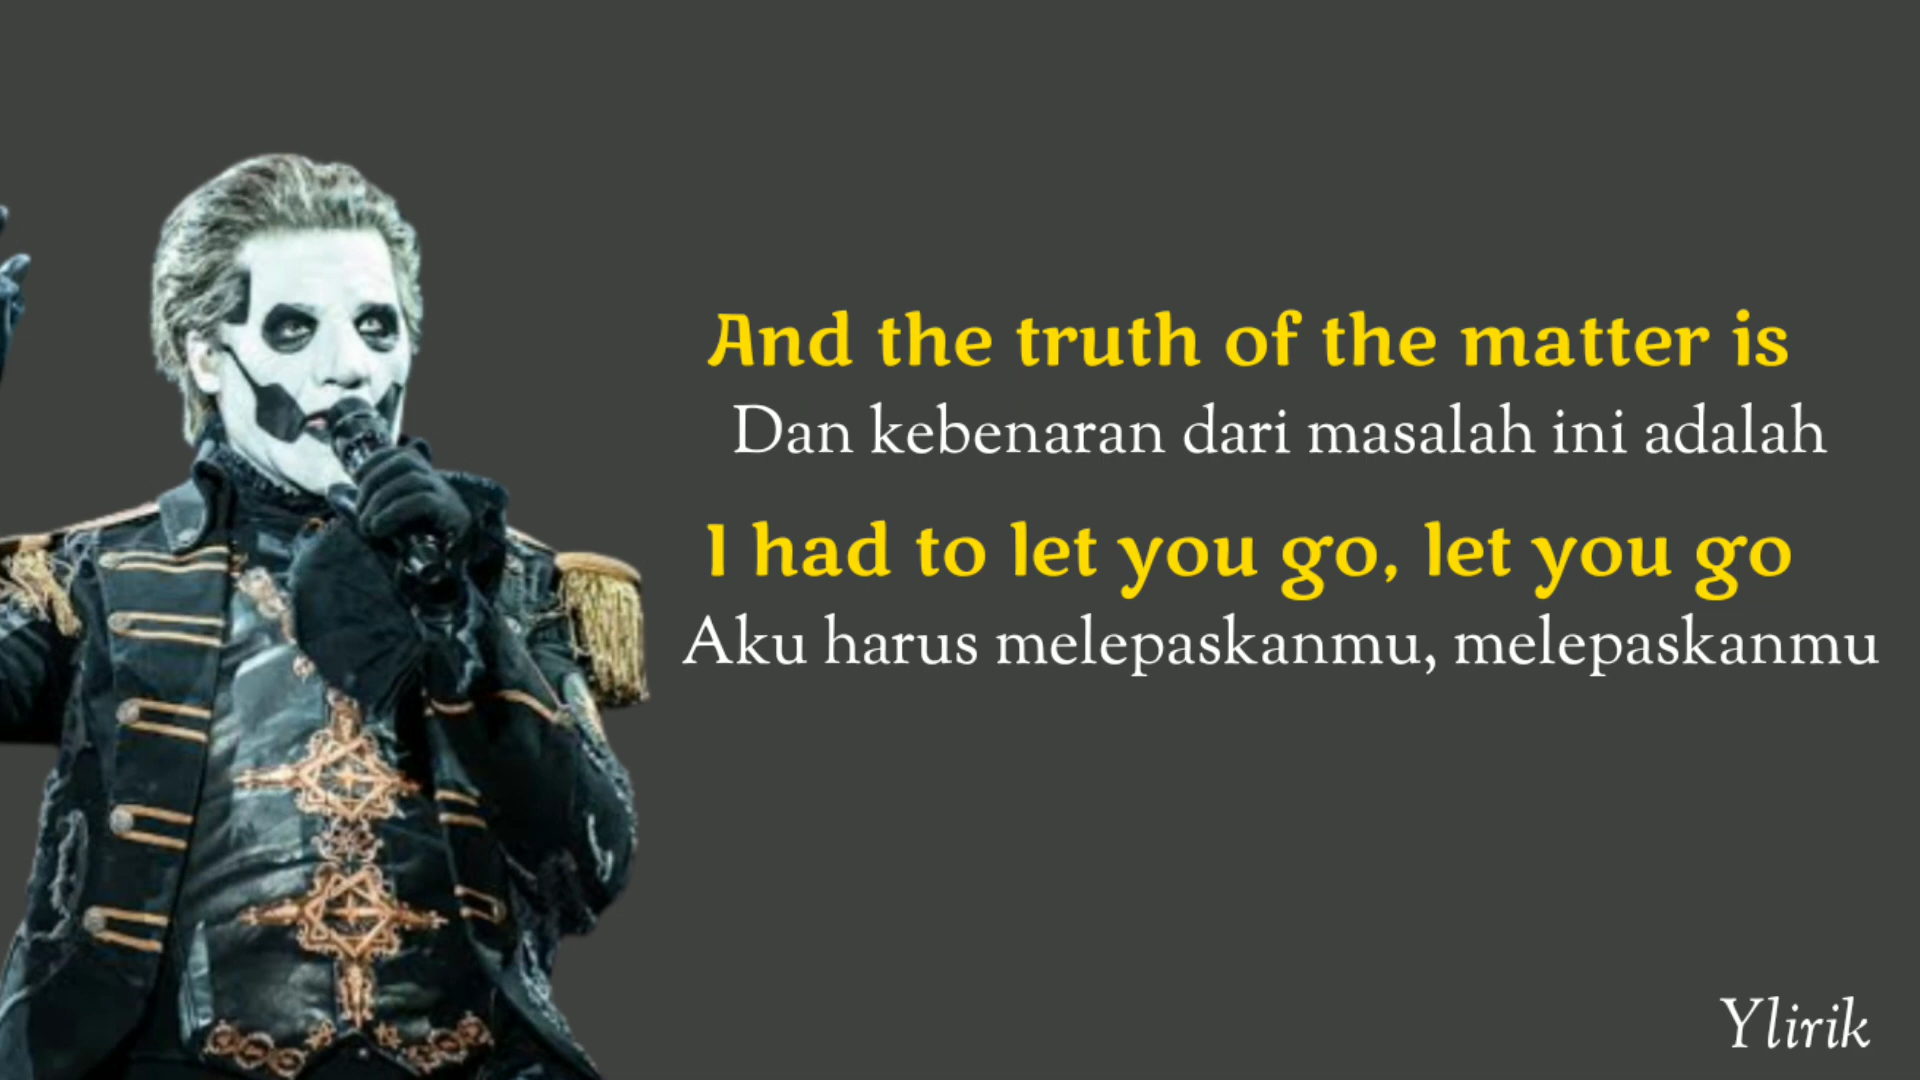 And the truth of the matter is
Dan kebenaran dari masalah ini adalah
I had to let you go, let you go
Aku harus melepaskanmu, melepaskanmu
Ylirik